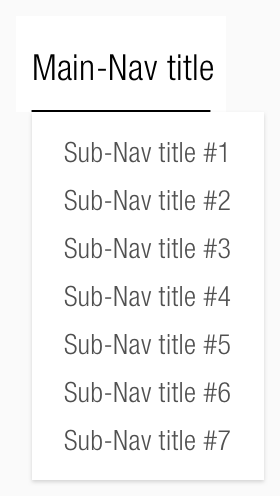 Main-Nav title
Sub-Nav title #1
Sub-Nav title #2
Sub-Nav title #3
Sub-Nav title #4
Sub-Nav title #5
Sub-Nav title #6
Sub-Nav title #7